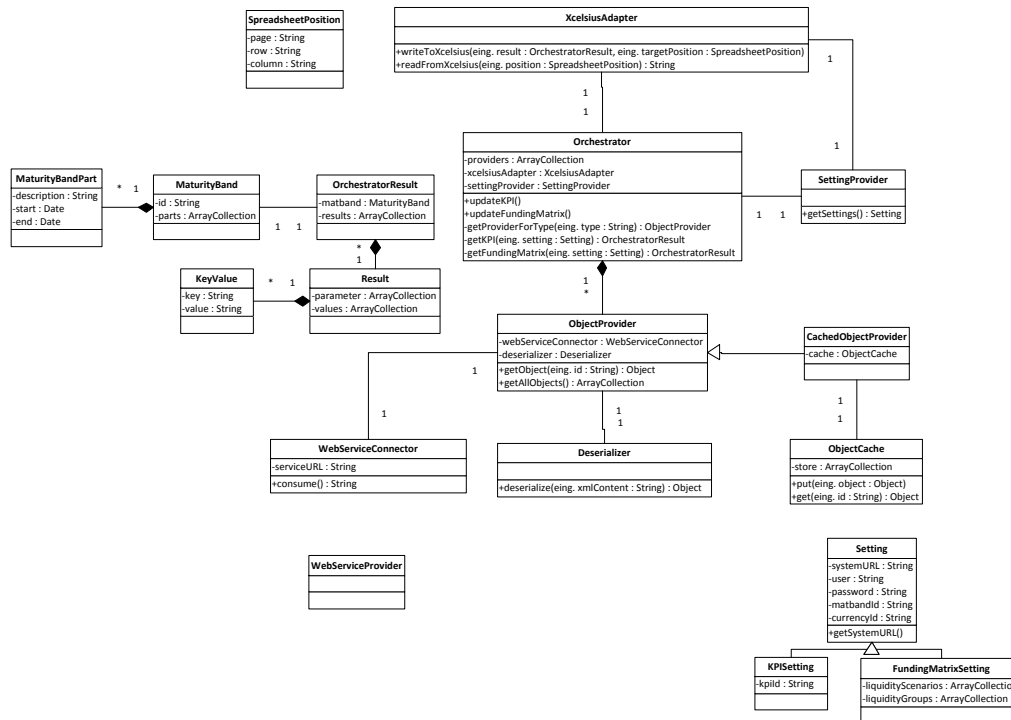 SpreadsheetPosition
-page : String
-row : String
-column : String
XcelsiusAdapter
+writeToXcelsius(eing. result : OrchestratorResult, eing. targetPosition : SpreadsheetPosition)
+readFromXcelsius(eing. position : SpreadsheetPosition) : String
1
1
1
1
Orchestrator
-providers : ArrayCollection
-xcelsiusAdapter : XcelsiusAdapter
-settingProvider : SettingProvider
+updateKPI()
+updateFundingMatrix()
-getProviderForType(eing. type : String) : ObjectProvider
-getKPI(eing. setting : Setting) : OrchestratorResult
-getFundingMatrix(eing. setting : Setting) : OrchestratorResult
1
1
SettingProvider
+getSettings() : Setting
MaturityBandPart
-description : String
-start : Date
-end : Date
*
1
MaturityBand
-id : String
-parts : ArrayCollection
1
1
OrchestratorResult
-matband : MaturityBand
-results : ArrayCollection
*
1
KeyValue
-key : String
-value : String
*
1
Result
-parameter : ArrayCollection
-values : ArrayCollection
1
*
ObjectProvider
-webServiceConnector : WebServiceConnector
-deserializer : Deserializer
+getObject(eing. id : String) : Object
+getAllObjects() : ArrayCollection
CachedObjectProvider
-cache : ObjectCache
1
1
1
1
1
1
WebServiceConnector
-serviceURL : String
+consume() : String
Deserializer
+deserialize(eing. xmlContent : String) : Object
ObjectCache
-store : ArrayCollection
+put(eing. object : Object)
+get(eing. id : String) : Object
WebServiceProvider
Setting
-systemURL : String
-user : String
-password : String
-matbandId : String
-currencyId : String
+getSystemURL()
KPISetting
-kpiId : String
FundingMatrixSetting
-liquidityScenarios : ArrayCollection
-liquidityGroups : ArrayCollection